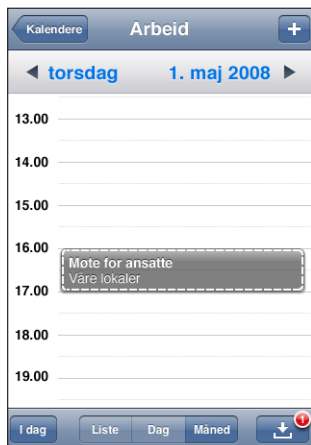 Kalendere Arbeid +
torsdag 1. maj 2008
13.00
14.00
15.00
16.00
Møte for ansatte
Våre lokaler
17.00
18.00
19.00
I dag Liste Dag Måned 1